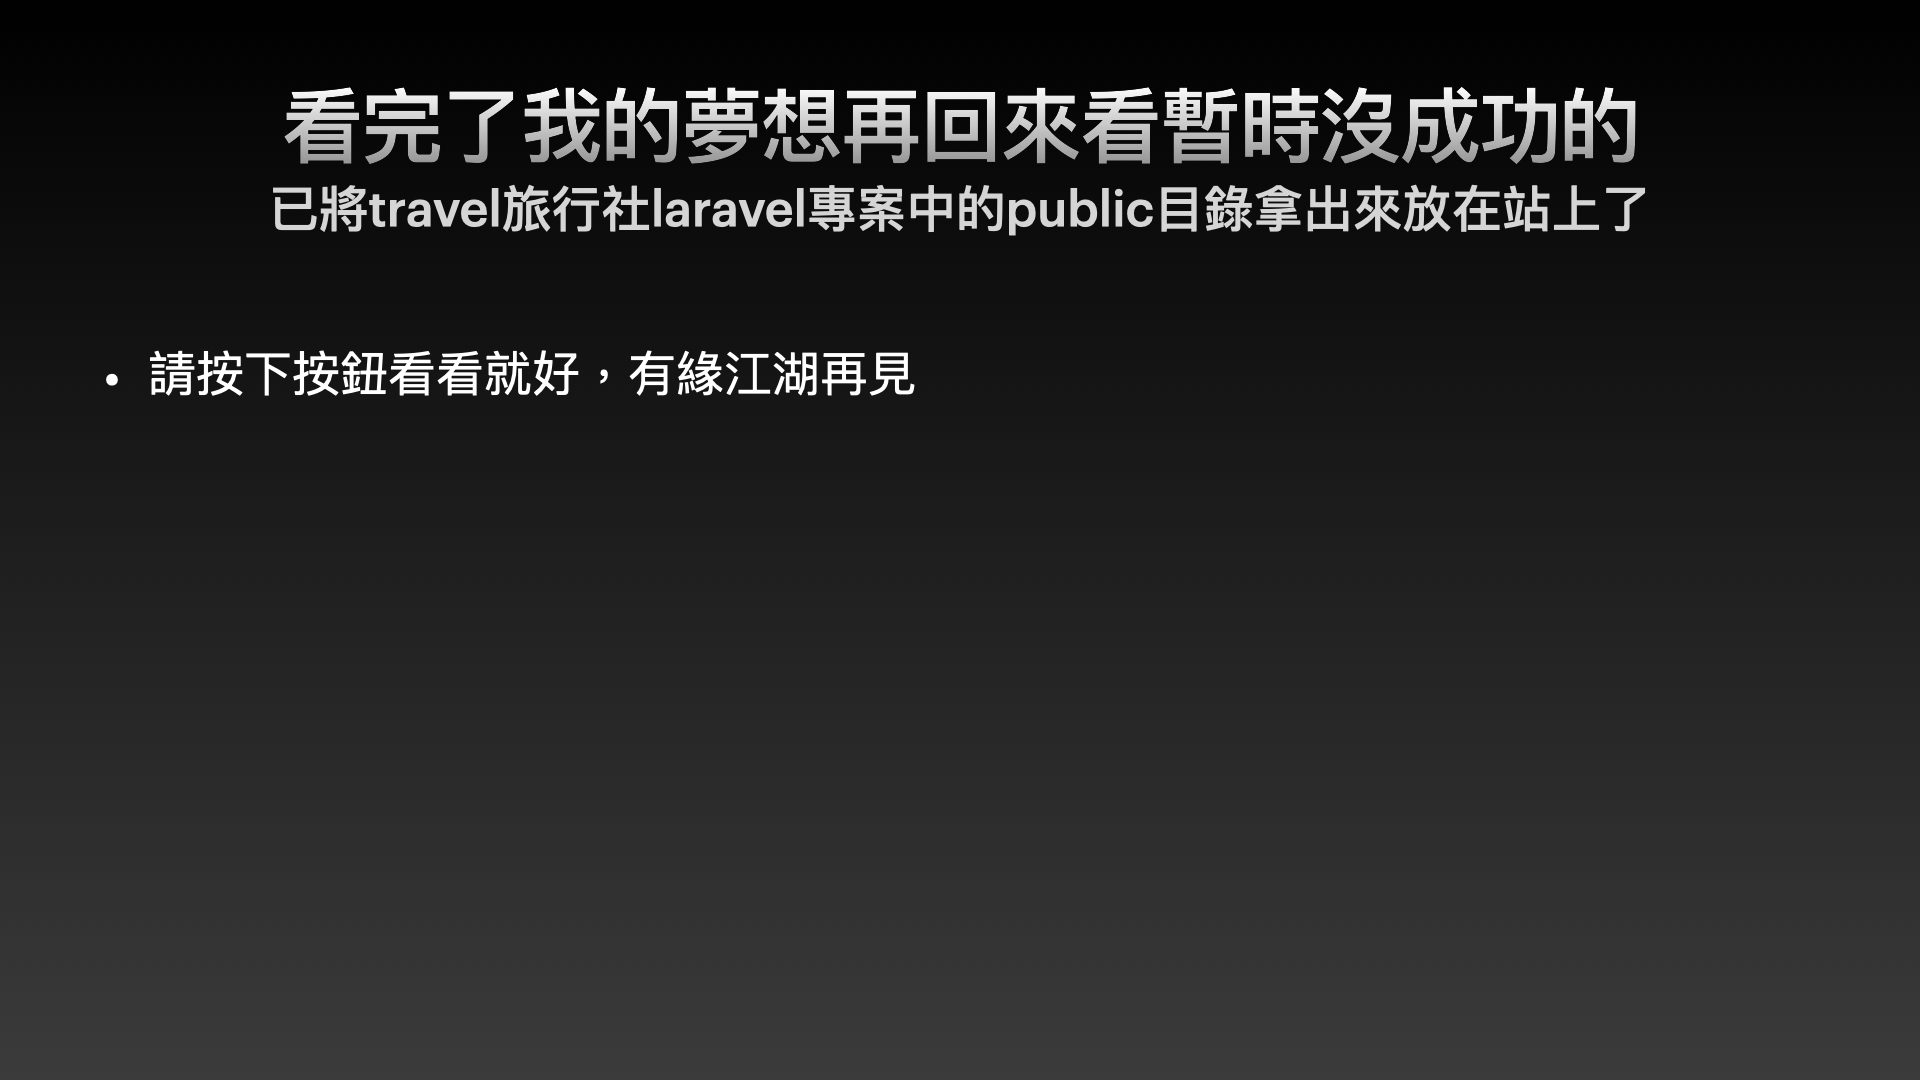 看完了我的夢想再回來看暫時沒成功的
已將travel旅行社laravel專案中的public目錄拿出來放在站上了
• 請按下按鈕看看就好，有緣江湖再見